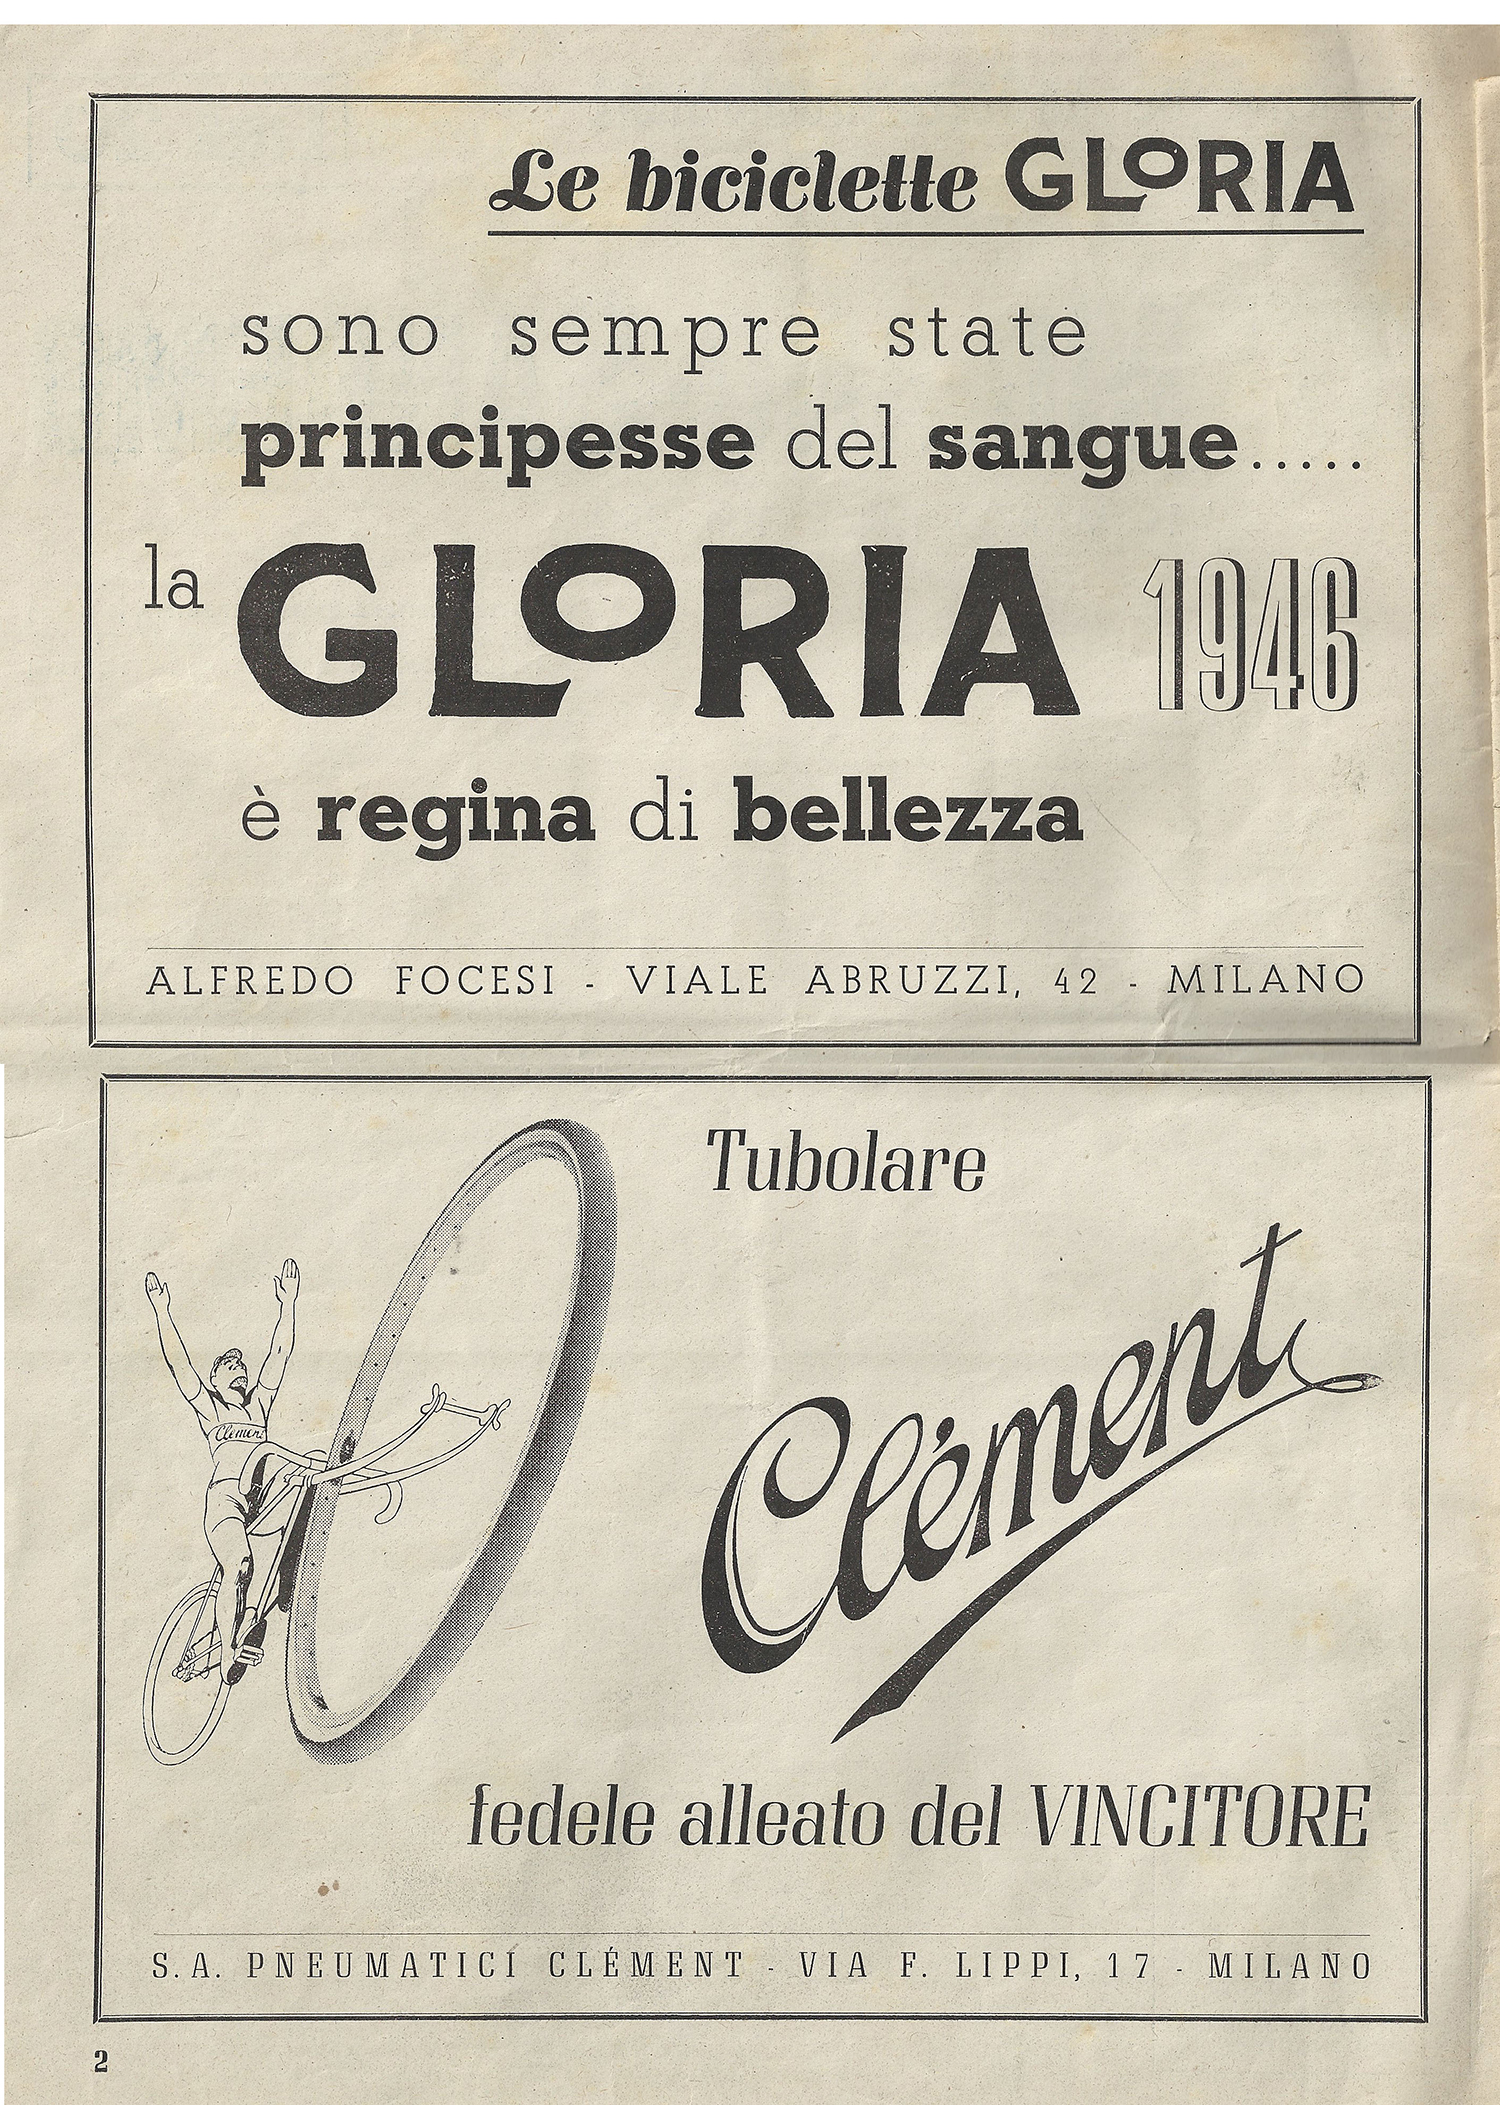 Le biciclette GLORIA
sono sempre state
principesse del sangue.....
la GLORIA 1946
è regina di bellezza
ALFREDO FOCESI - VIALE ABRUZZI, 42 - MILANO
Tubolare
Clément
Clément
fedele alleato del VINCITORE
S. A. PNEUMATICI CLÉMENT - VIA F. LIPPI, 17 - MILANO
2